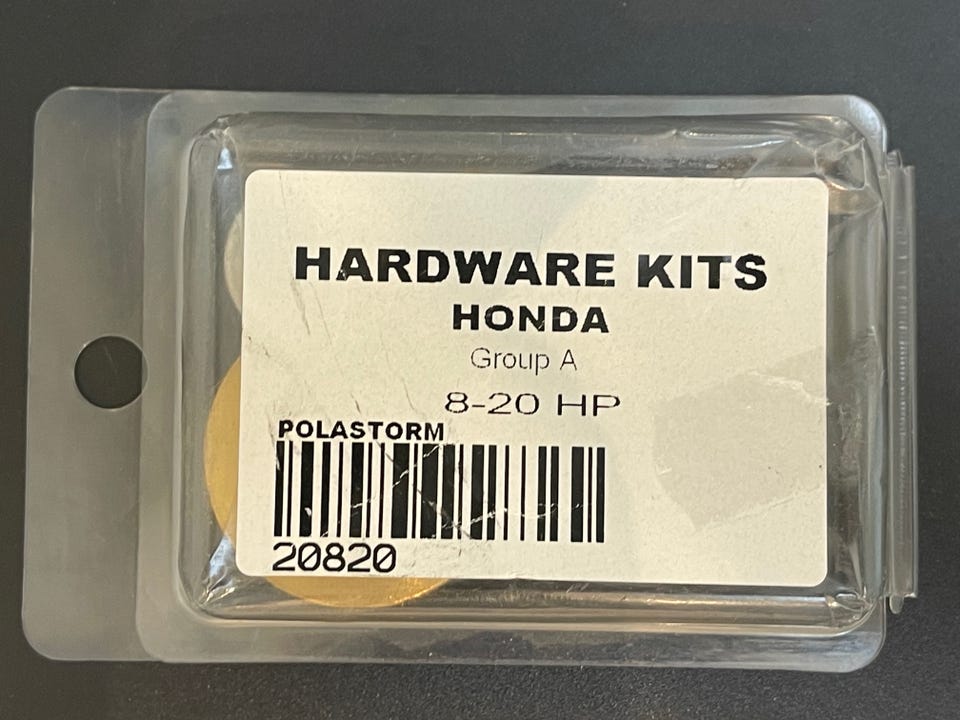 HARDWARE KITS
HONDA
Group A
8-20 HP
POLASTORM
20820